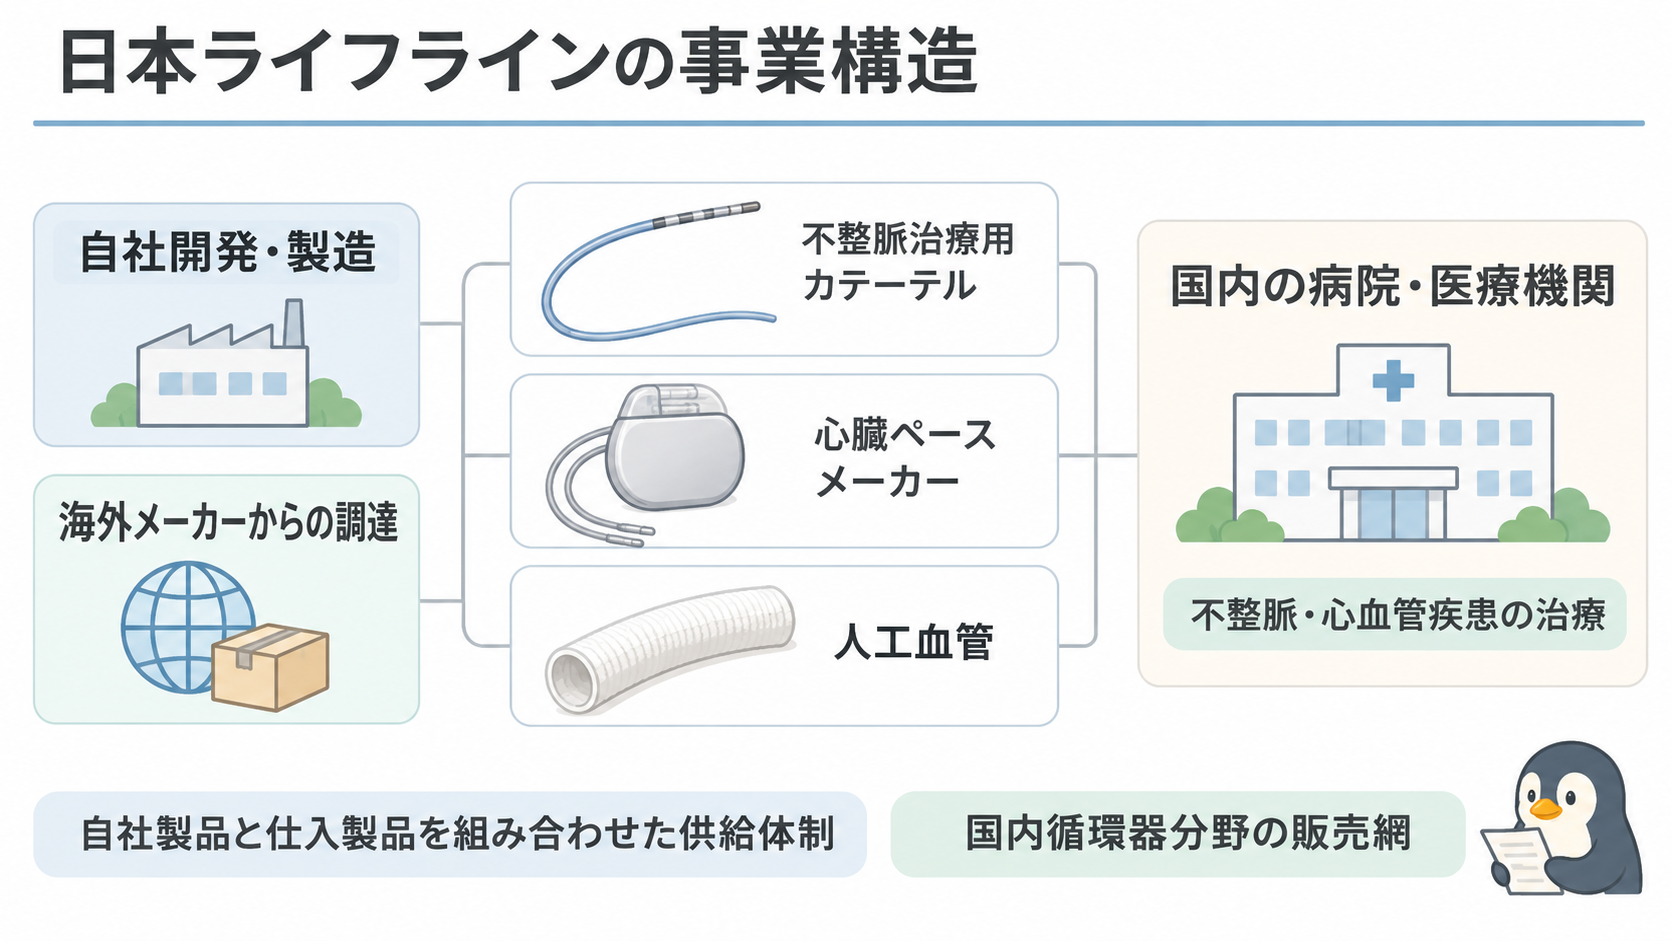 日本ライフラインの事業構造
自社開発・製造
海外メーカーからの調達
不整脈治療用
カテーテル
心臓ペース
メーカー
人工血管
国内の病院・医療機関
不整脈・心血管疾患の治療
自社製品と仕入製品を組み合わせた供給体制
国内循環器分野の販売網